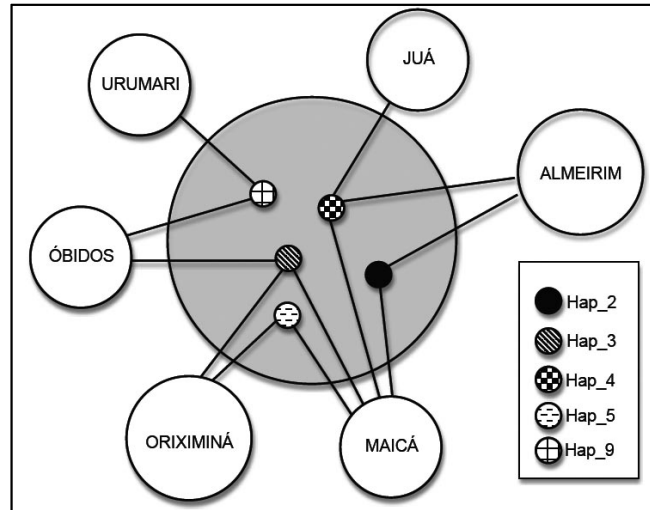 JUÁ
URUMARI
ALMEIRIM
ÓBIDOS
Hap_2
Hap_3
Hap_4
Hap_5
Hap_9
ORIXIMINÁ
MAICÁ